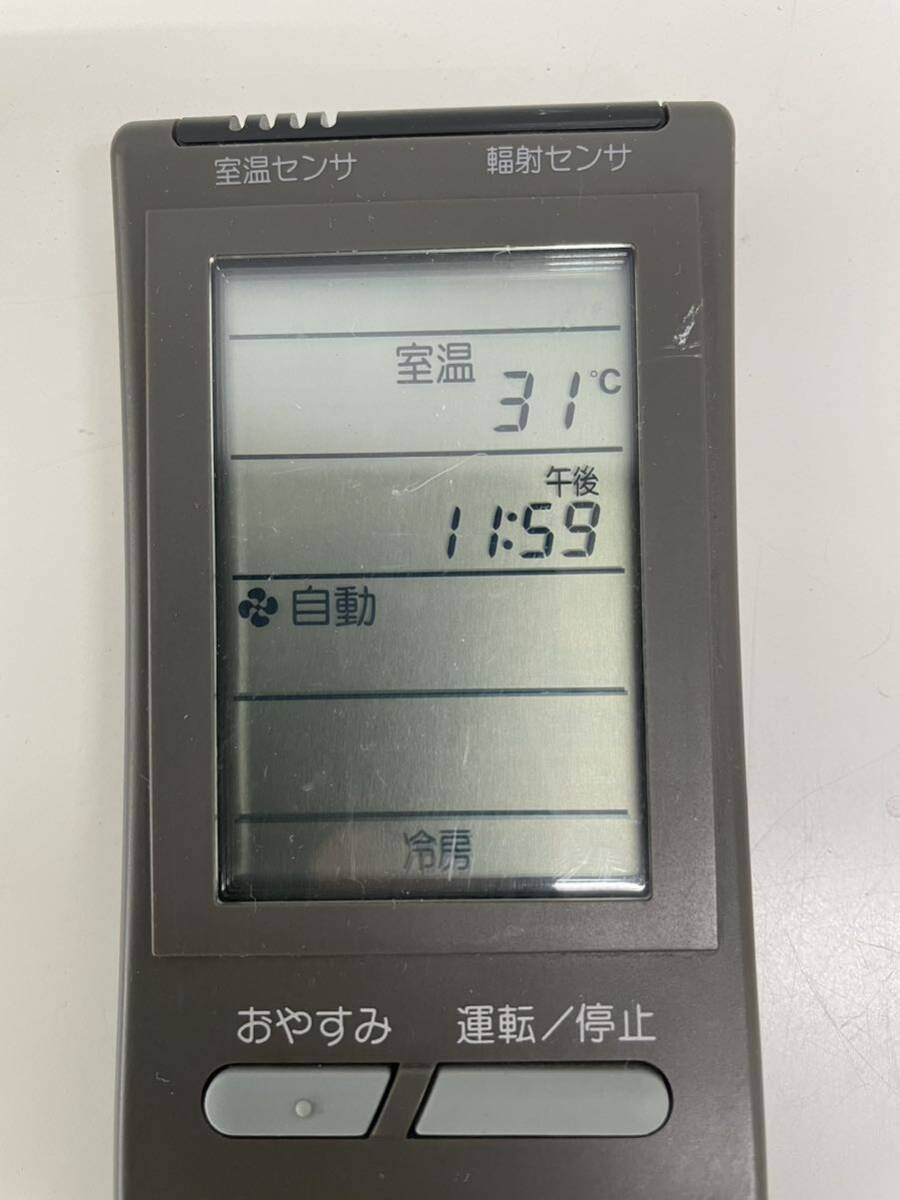 室温センサ 輻射センサ
室温
31℃
午後
11:59
自動
冷房
おやすみ 運転／停止